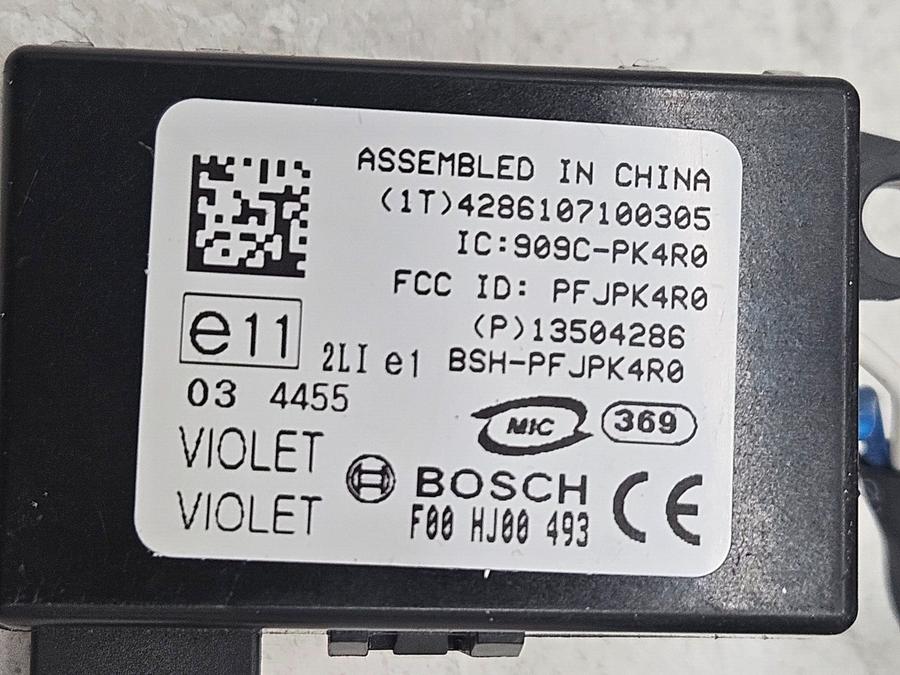 ASSEMBLED IN CHINA
(1T)4286107100305
IC:909C-PK4R0
FCC ID: PFJPK4R0
(P)13504286
e11
2LI e1 BSH-PFJPK4R0
03 4455
MIC 369
VIOLET
BOSCH
CE
VIOLET
F00 HJ00 493